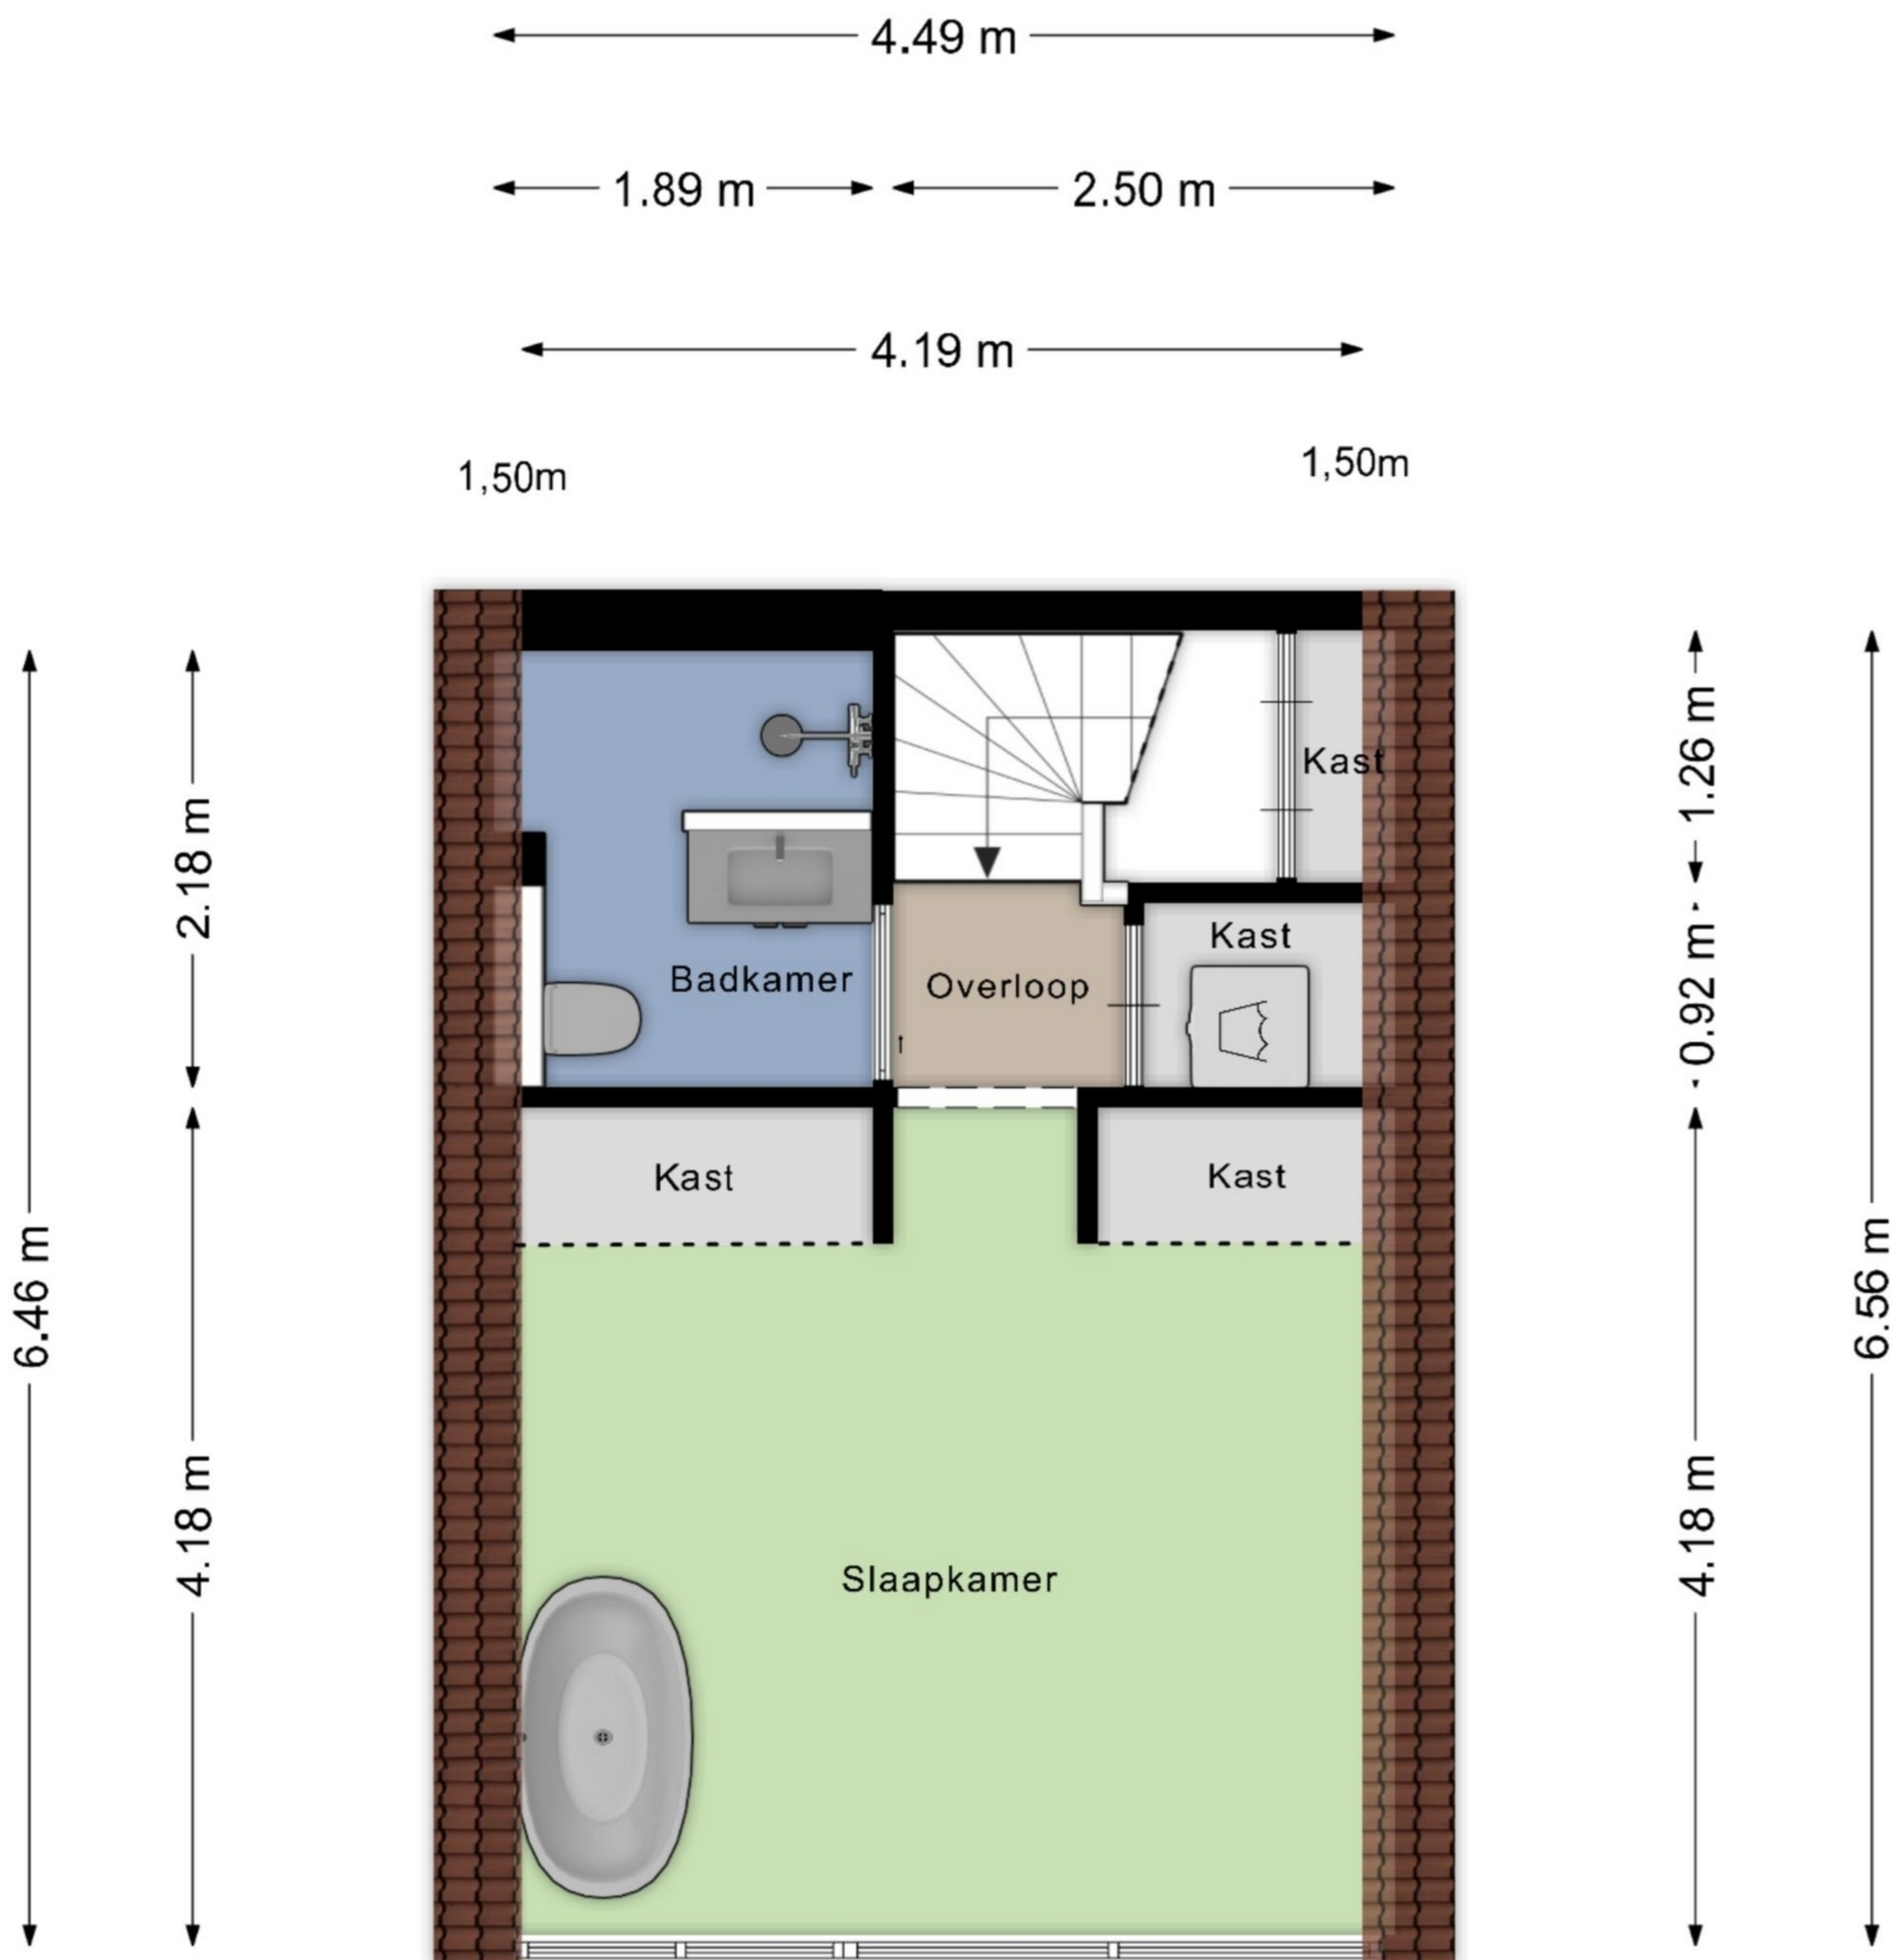 4.49 m
1.89 m
2.50 m
4.19 m
1,50m
1,50m
Kast
1.26 m
2.18 m
Kast
Badkamer
Overloop
0.92 m
Kast
Kast
6.46 m
6.56 m
4.18 m
4.18 m
Slaapkamer